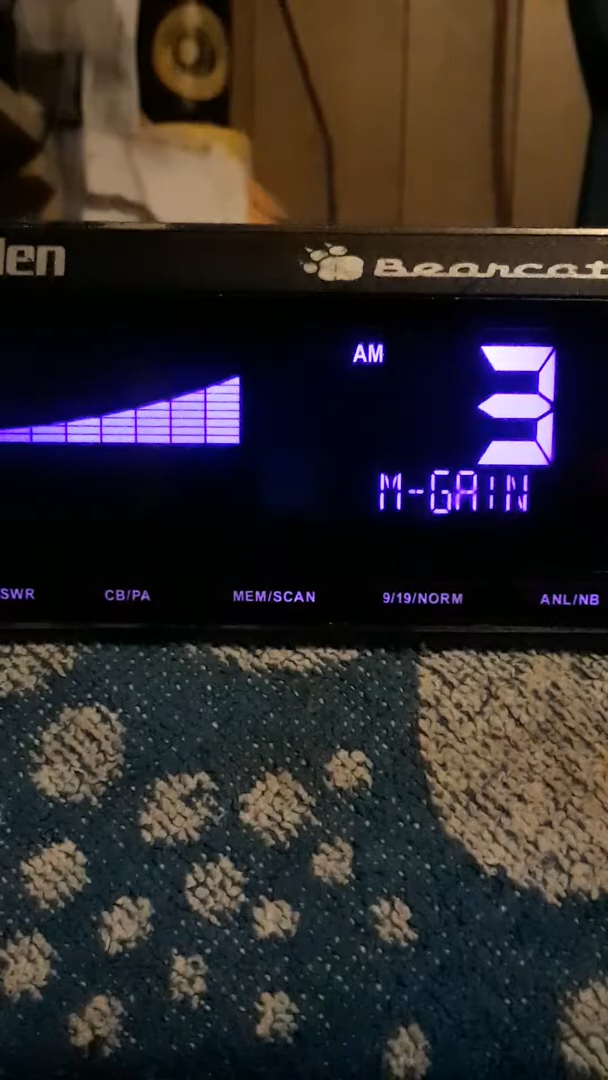 den
Bearcat
AM
3
M-GAIN
SWR CB/PA MEM/SCAN 9/19/NORM ANL/NB